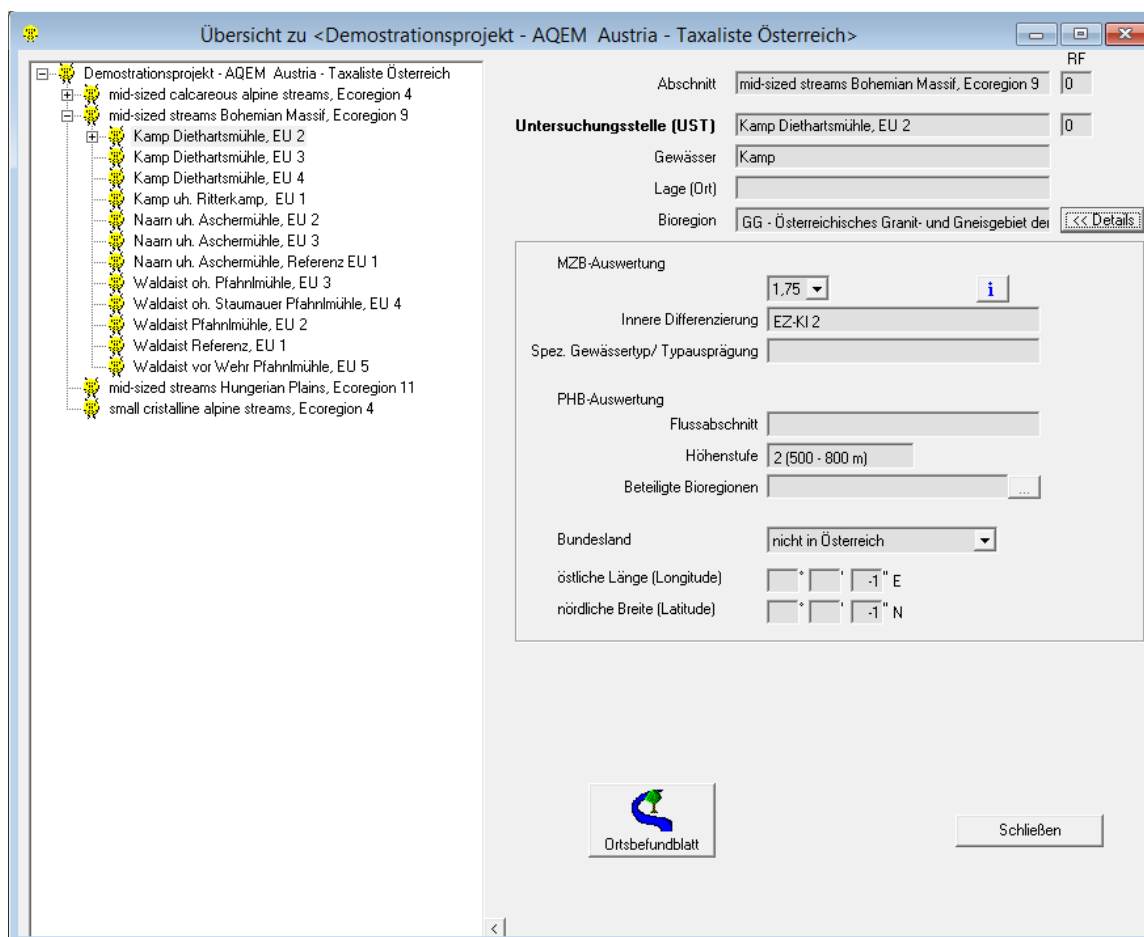 Übersicht zu <Demostrationsprojekt - AQEM Austria - Taxaliste Österreich>
Demostrationsprojekt - AQEM Austria - Taxaliste Österreich
mid-sized calcareous alpine streams, Ecoregion 4
mid-sized streams Bohemian Massif, Ecoregion 9
Kamp Diethartsmühle, EU 2
Kamp Diethartsmühle, EU 3
Kamp Diethartsmühle, EU 4
Kamp uh. Ritterkamp, EU 1
Naarn uh. Aschermühle, EU 2
Naarn uh. Aschermühle, EU 3
Naarn uh. Aschermühle, Referenz EU 1
Waldaist oh. Pfahnlmühle, EU 3
Waldaist oh. Staumauer Pfahnlmühle, EU 4
Waldaist Pfahnlmühle, EU 2
Waldaist Referenz, EU 1
Waldaist vor Wehr Pfahnlmühle, EU 5
mid-sized streams Hungerian Plains, Ecoregion 11
small cristalline alpine streams, Ecoregion 4
RF
Abschnitt mid-sized streams Bohemian Massif, Ecoregion 9 0
Untersuchungsstelle (UST) Kamp Diethartsmühle, EU 2 0
Gewässer Kamp
Lage (Ort)
Bioregion GG - Österreichisches Granit- und Gneisgebiet der << Details
MZB-Auswertung
1,75 i
Innere Differenzierung EZ-KI 2
Spez. Gewässertyp/ Typausprägung
PHB-Auswertung
Flussabschnitt
Höhenstufe 2 (500 - 800 m)
Beteiligte Bioregionen ...
Bundesland nicht in Österreich
östliche Länge (Longitude) ° ' -1 " E
nördliche Breite (Latitude) ° ' -1 " N
Ortsbefundblatt
Schließen
<